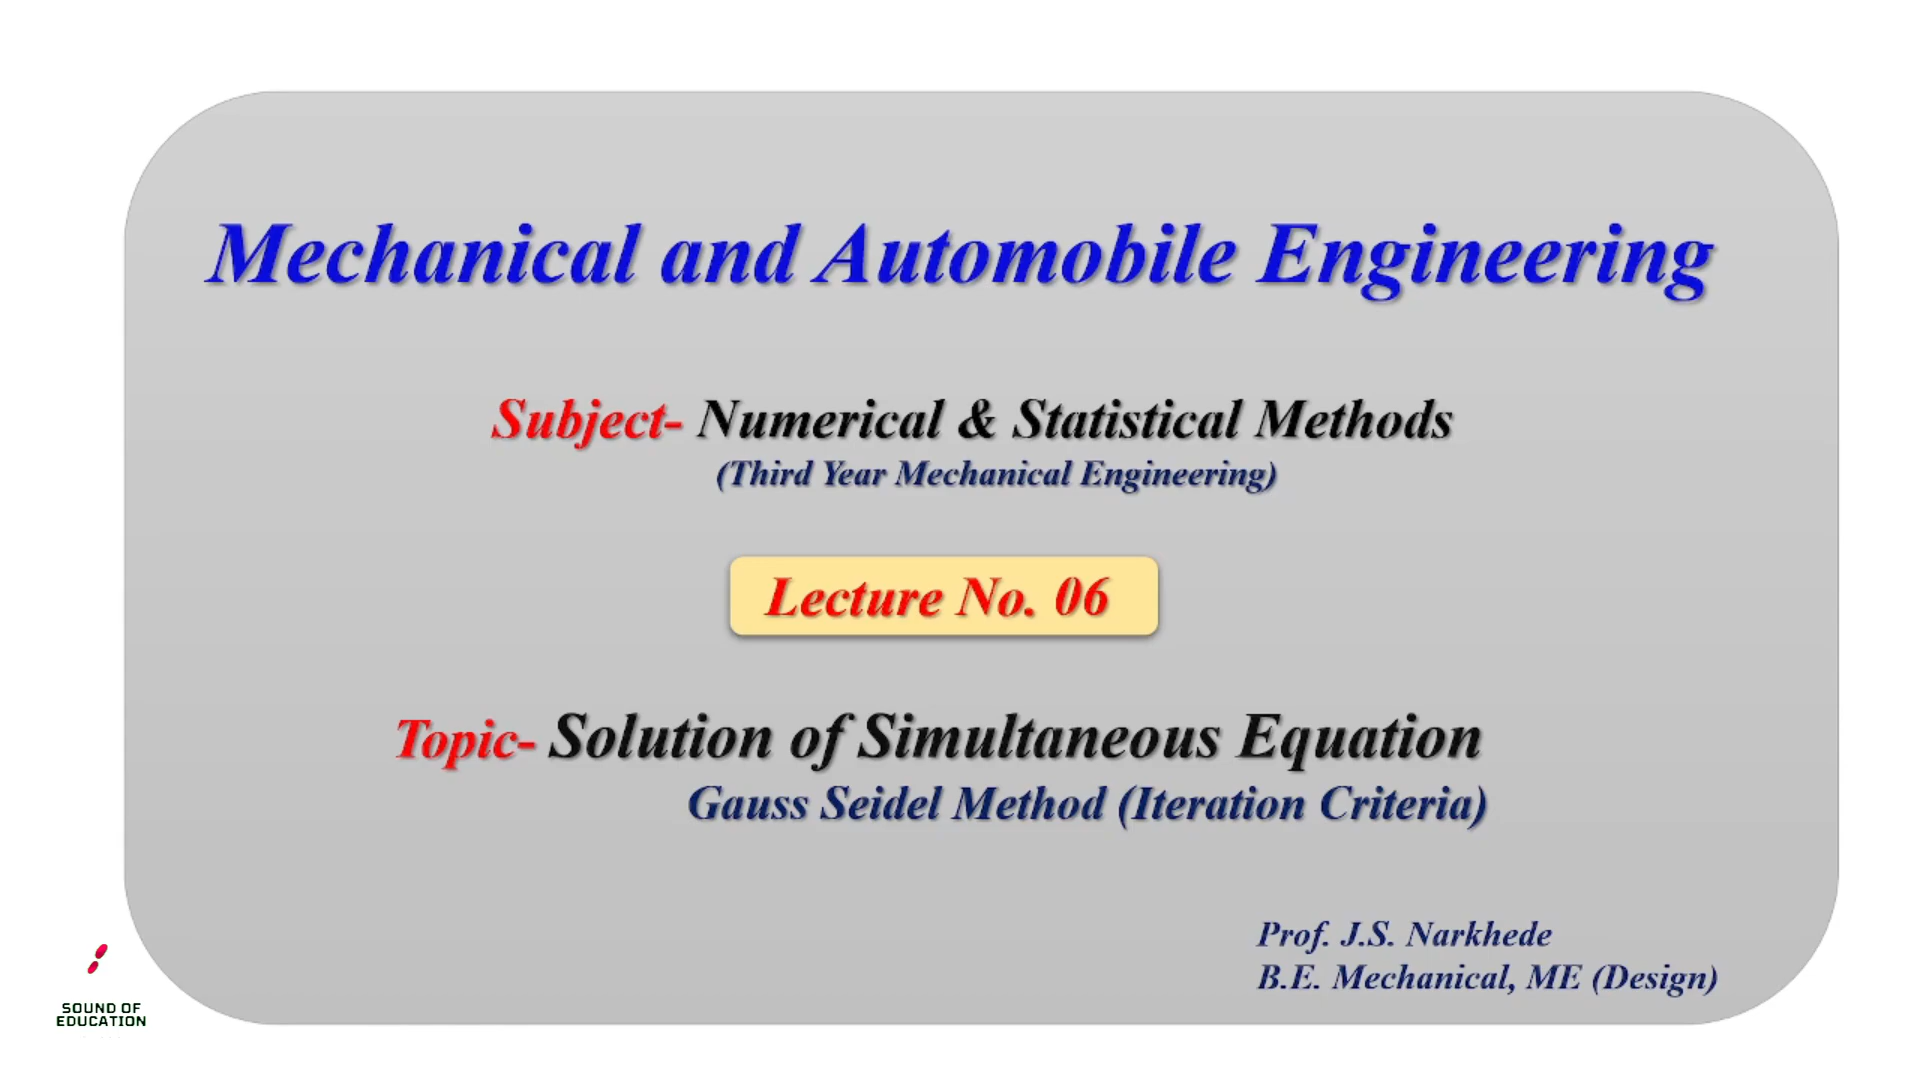 Mechanical and Automobile Engineering
Subject- Numerical & Statistical Methods
(Third Year Mechanical Engineering)
Lecture No. 06
Topic- Solution of Simultaneous Equation
Gauss Seidel Method (Iteration Criteria)
Prof. J.S. Narkhede
B.E. Mechanical, ME (Design)
SOUND OF
EDUCATION